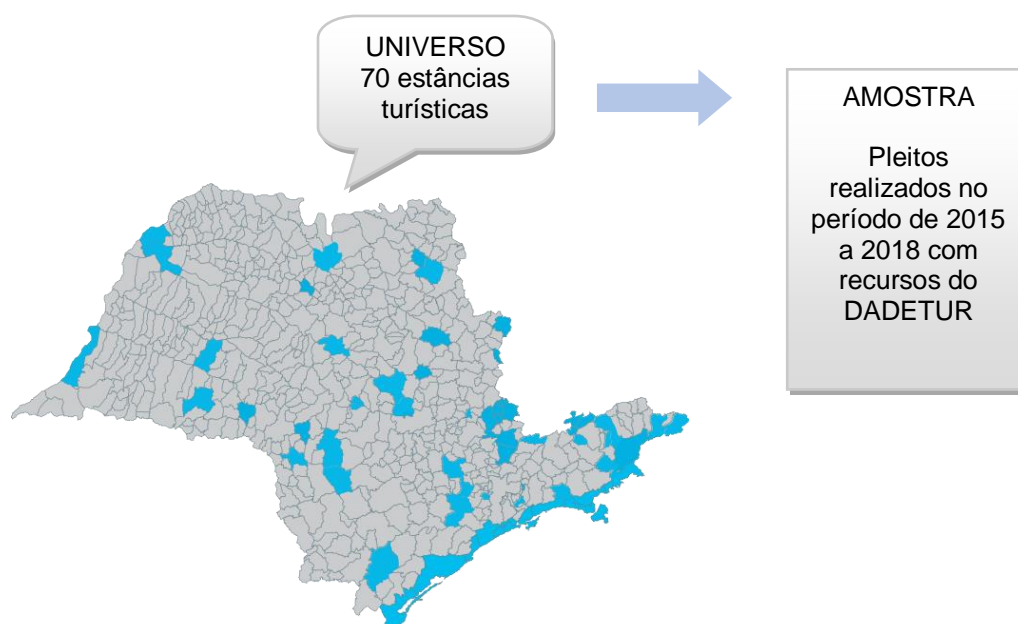 UNIVERSO
70 estâncias
turísticas
AMOSTRA
Pleitos
realizados no
período de 2015
a 2018 com
recursos do
DADETUR